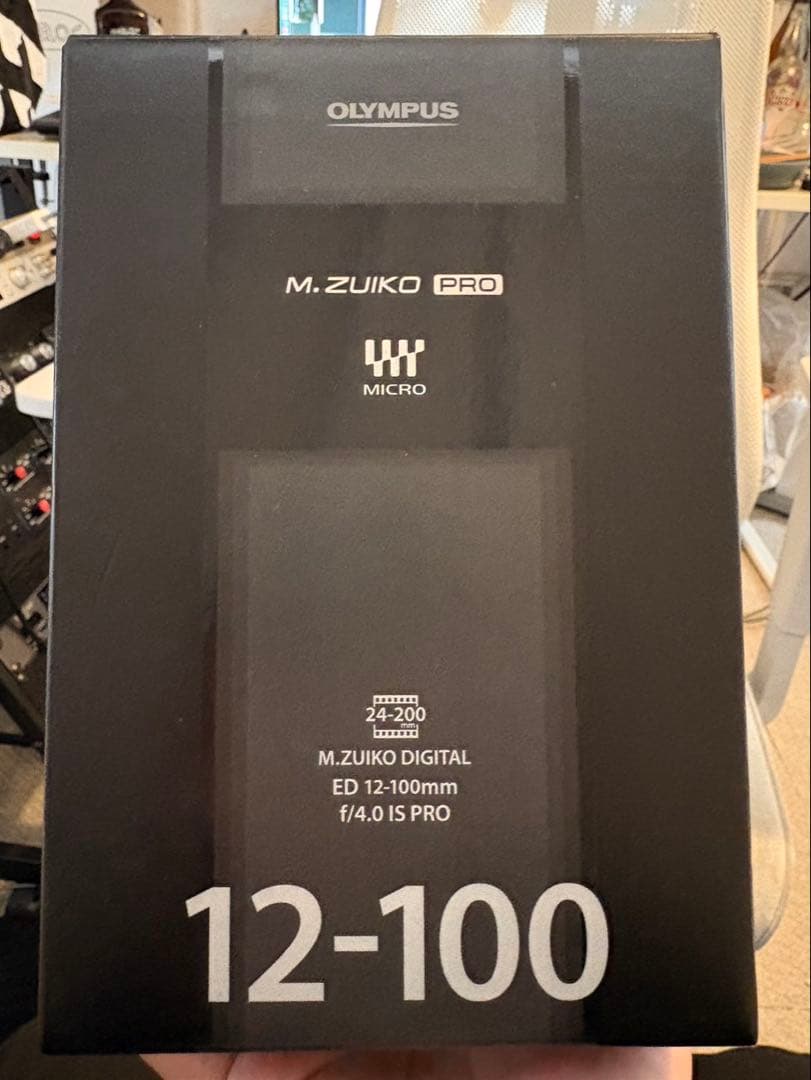 OLYMPUS
M.ZUIKO PRO
MICRO
24-200
mm
M.ZUIKO DIGITAL
ED 12-100mm
f/4.0 IS PRO
12-100